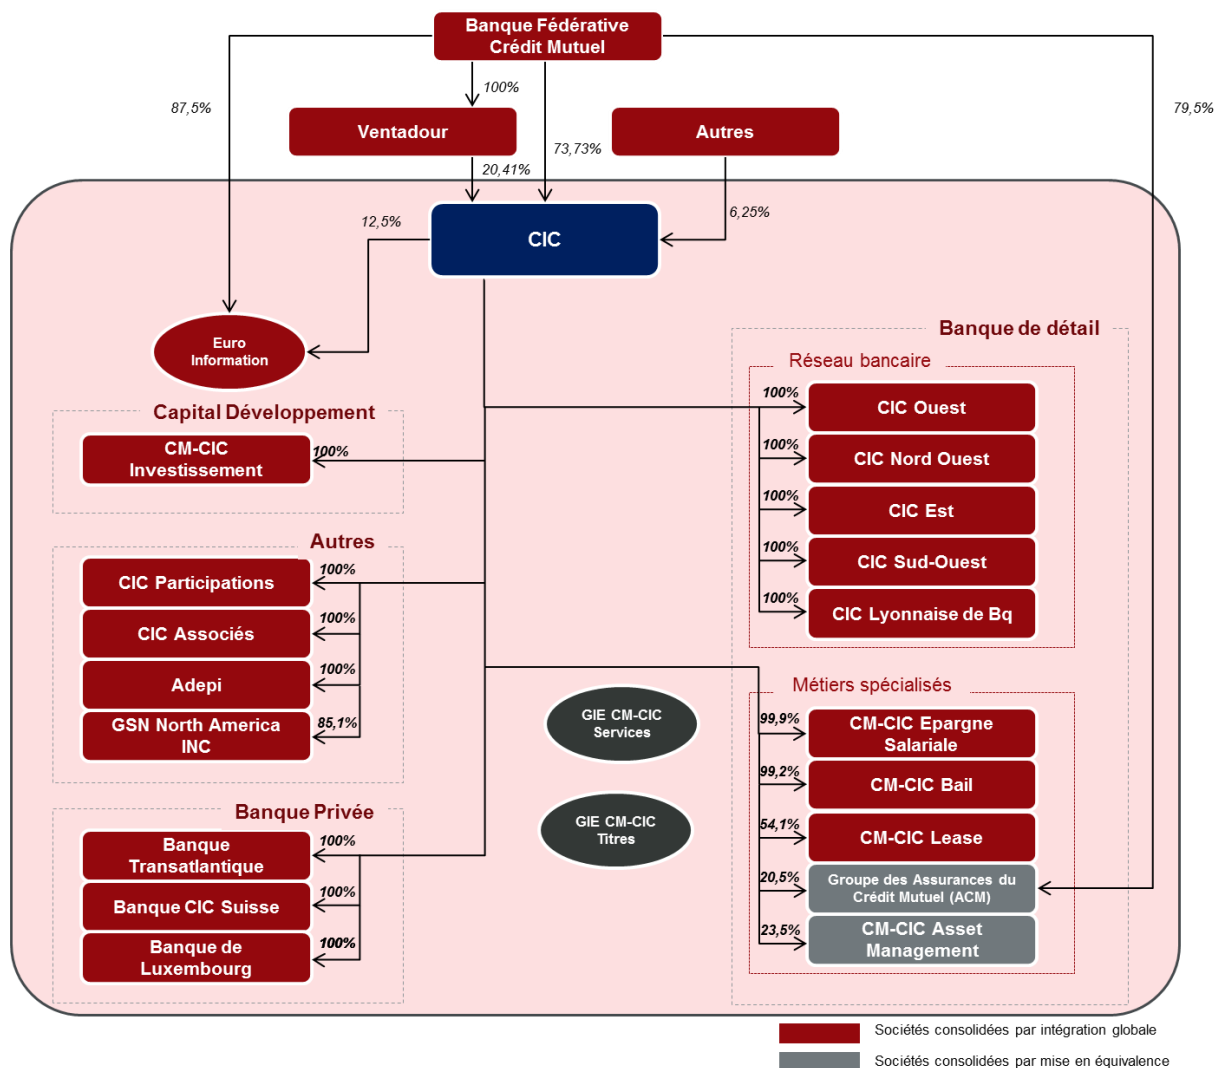 Banque Fédérative
Crédit Mutuel
100%
87,5%
79,5%
Ventadour
Autres
73,73%
20,41%
6,25%
12,5%
CIC
Euro
Information
Banque de détail
Réseau bancaire
100%
CIC Ouest
100%
CIC Nord Ouest
100%
CIC Est
100%
CIC Sud-Ouest
100%
CIC Lyonnaise de Bq
Capital Développement
CM-CIC
Investissement
100%
Autres
CIC Participations
100%
CIC Associés
100%
Adepi
100%
GSN North America
INC
85,1%
Banque Privée
Banque
Transatlantique
100%
Banque CIC Suisse
100%
Banque de
Luxembourg
100%
GIE CM-CIC
Services
GIE CM-CIC
Titres
Métiers spécialisés
99,9%
CM-CIC Epargne
Salariale
99,2%
CM-CIC Bail
54,1%
CM-CIC Lease
20,5%
Groupe des Assurances du
Crédit Mutuel (ACM)
23,5%
CM-CIC Asset
Management
Sociétés consolidées par intégration globale
Sociétés consolidées par mise en équivalence